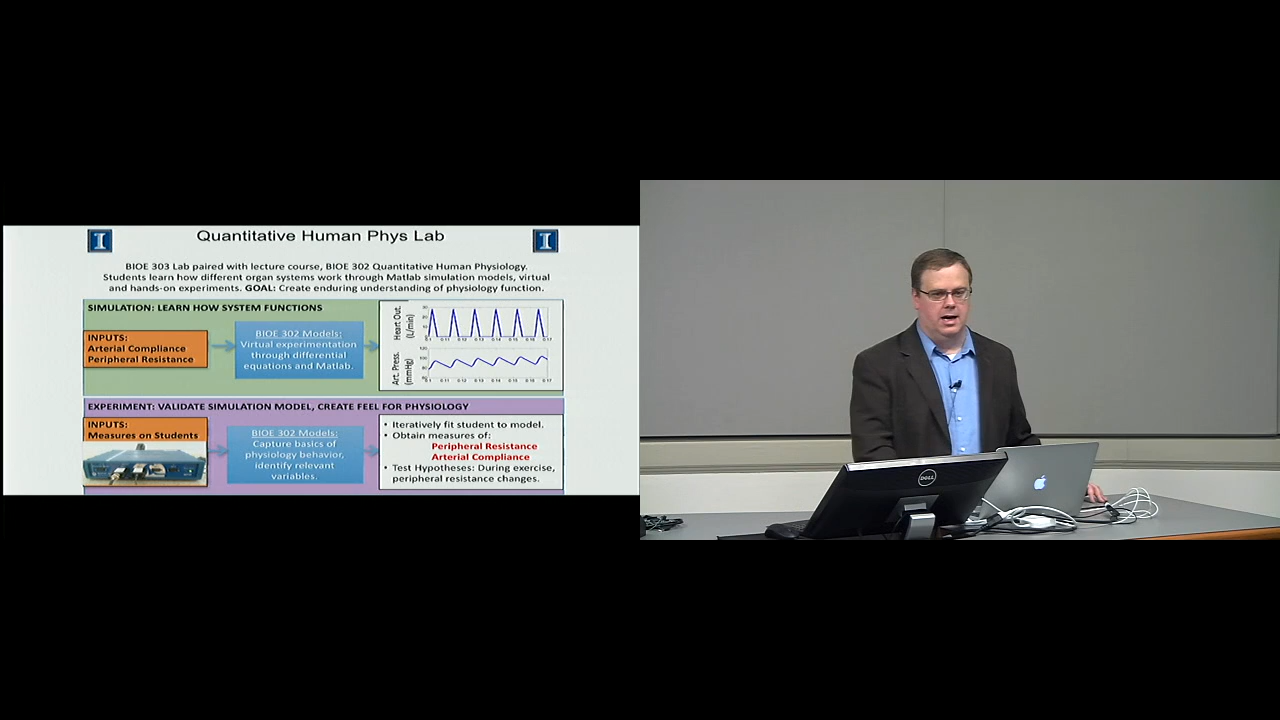 Quantitative Human Phys Lab
BIOE 303 Lab paired with lecture course, BIOE 302 Quantitative Human Physiology.
Students learn how different organ systems work through Matlab simulation models, virtual
and hands-on experiments. GOAL: Create enduring understanding of physiology function.
SIMULATION: LEARN HOW SYSTEM FUNCTIONS
INPUTS:
Arterial Compliance
Peripheral Resistance
BIOE 302 Models:
Virtual experimentation
through differential
equations and Matlab.
Heart Out.
(L/min)
Art. Press.
(mmHg)
EXPERIMENT: VALIDATE SIMULATION MODEL, CREATE FEEL FOR PHYSIOLOGY
INPUTS:
Measures on Students
BIOE 302 Models:
Capture basics of
physiology behavior,
identify relevant
variables.
• Iteratively fit student to model.
• Obtain measures of:
Peripheral Resistance
Arterial Compliance
• Test Hypotheses: During exercise,
peripheral resistance changes.
DELL